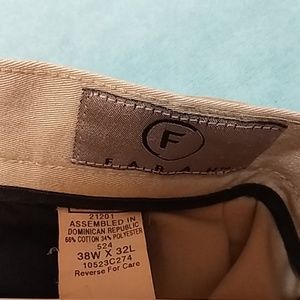 F
FARAH
21201
ASSEMBLED IN
DOMINICAN REPUBLIC
66% COTTON 34% POLYESTER
524
38W X 32L
10523C274
Reverse For Care